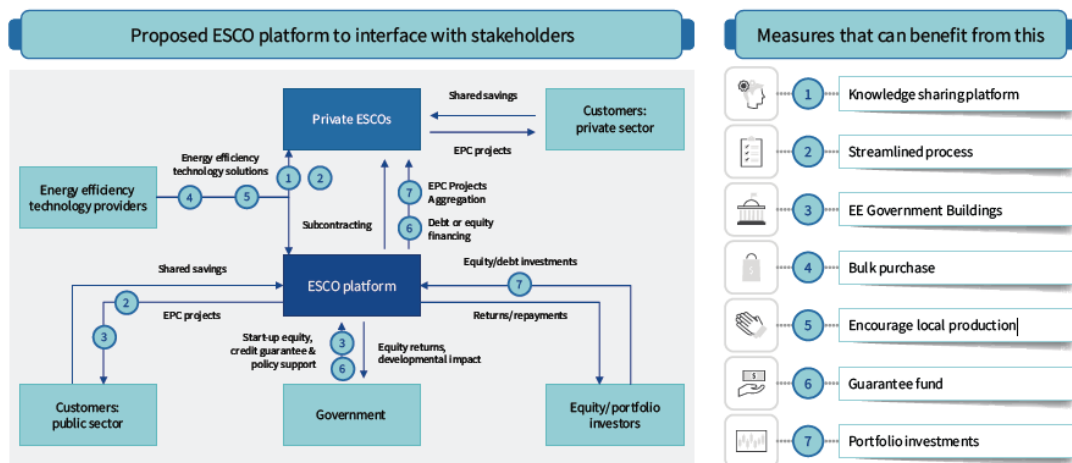 Proposed ESCO platform to interface with stakeholders
Measures that can benefit from this
Private ESCOs
Shared savings
EPC projects
Customers:
private sector
Energy efficiency
technology solutions
1
2
4
5
Energy efficiency
technology providers
Subcontracting
7
EPC Projects
Aggregation
6
Debt or equity
financing
Shared savings
ESCO platform
Equity/debt investments
7
2
EPC projects
Returns/repayments
3
Start-up equity,
credit guarantee &
policy support
3
6
Equity returns,
developmental impact
Customers:
public sector
Government
Equity/portfolio
investors
1 Knowledge sharing platform
2 Streamlined process
3 EE Government Buildings
4 Bulk purchase
5 Encourage local production
6 Guarantee fund
7 Portfolio investments
$
$